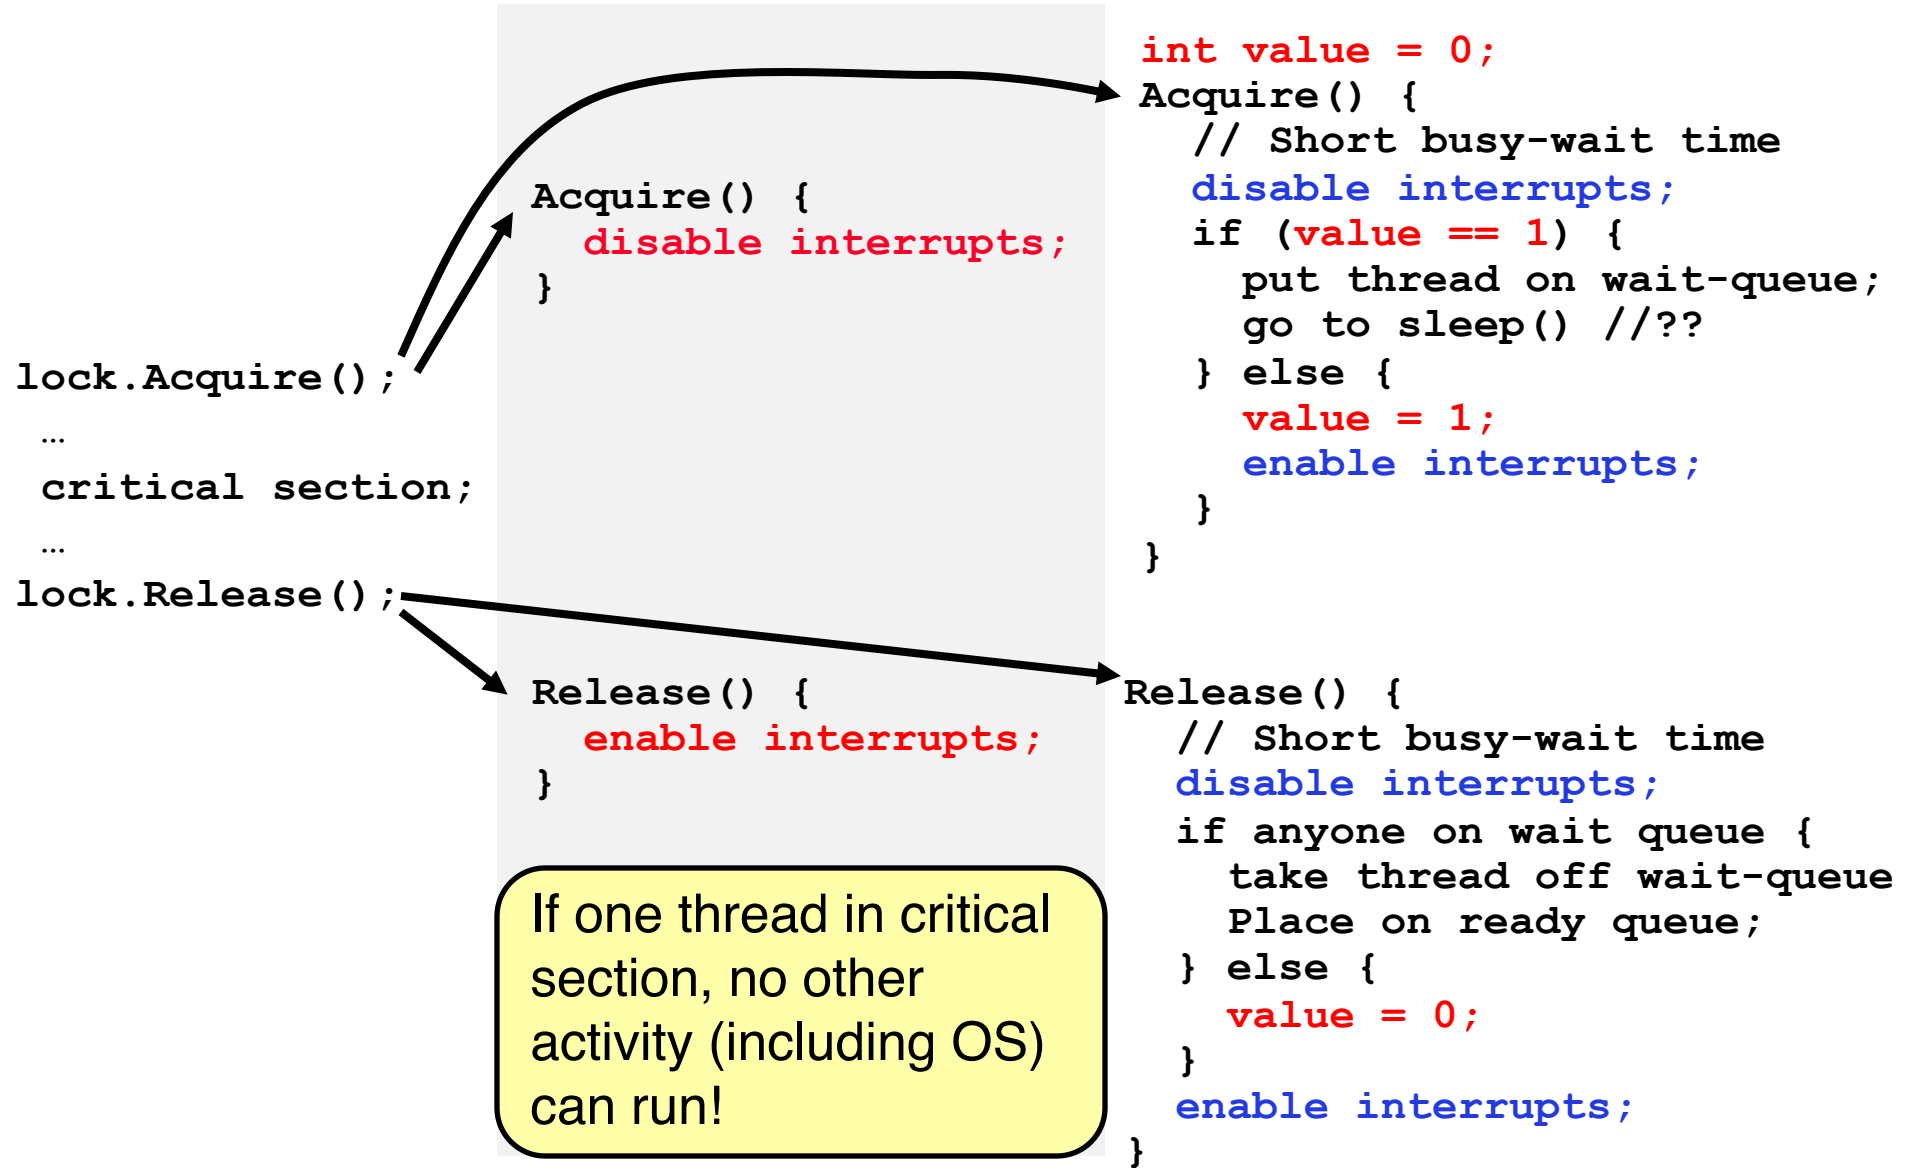 lock.Acquire();
…
critical section;
…
lock.Release();
Acquire() {
disable interrupts;
}
Release() {
enable interrupts;
}
If one thread in critical
section, no other
activity (including OS)
can run!
int value = 0;
Acquire() {
// Short busy-wait time
disable interrupts;
if (value == 1) {
put thread on wait-queue;
go to sleep() //??
} else {
value = 1;
enable interrupts;
}
}
Release() {
// Short busy-wait time
disable interrupts;
if anyone on wait queue {
take thread off wait-queue
Place on ready queue;
} else {
value = 0;
}
enable interrupts;
}